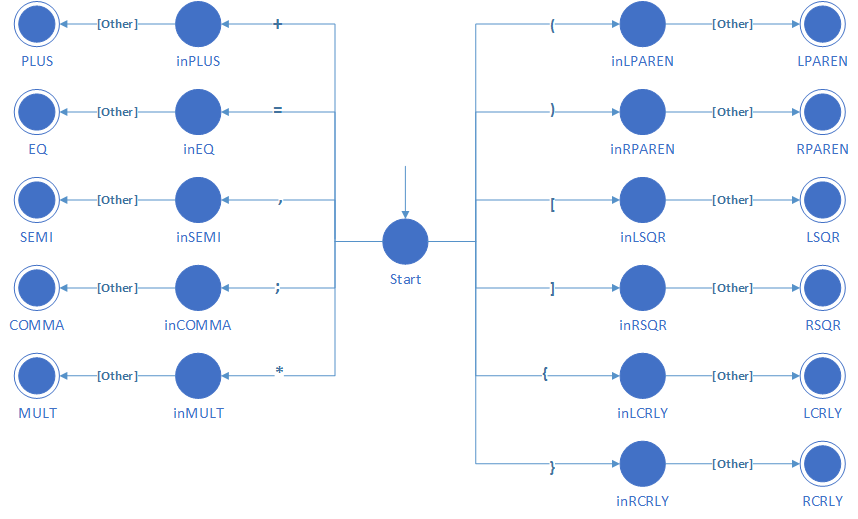 [Other] + ( [Other]
PLUS inPLUS inLPAREN LPAREN
[Other] = ) [Other]
EQ inEQ inRPAREN RPAREN
[Other] , [ [Other]
SEMI inSEMI inLSQR LSQR
Start
[Other] ; ] [Other]
COMMA inCOMMA inRSQR RSQR
[Other] * { [Other]
MULT inMULT inLCRLY LCRLY
} [Other]
inRCRLY RCRLY